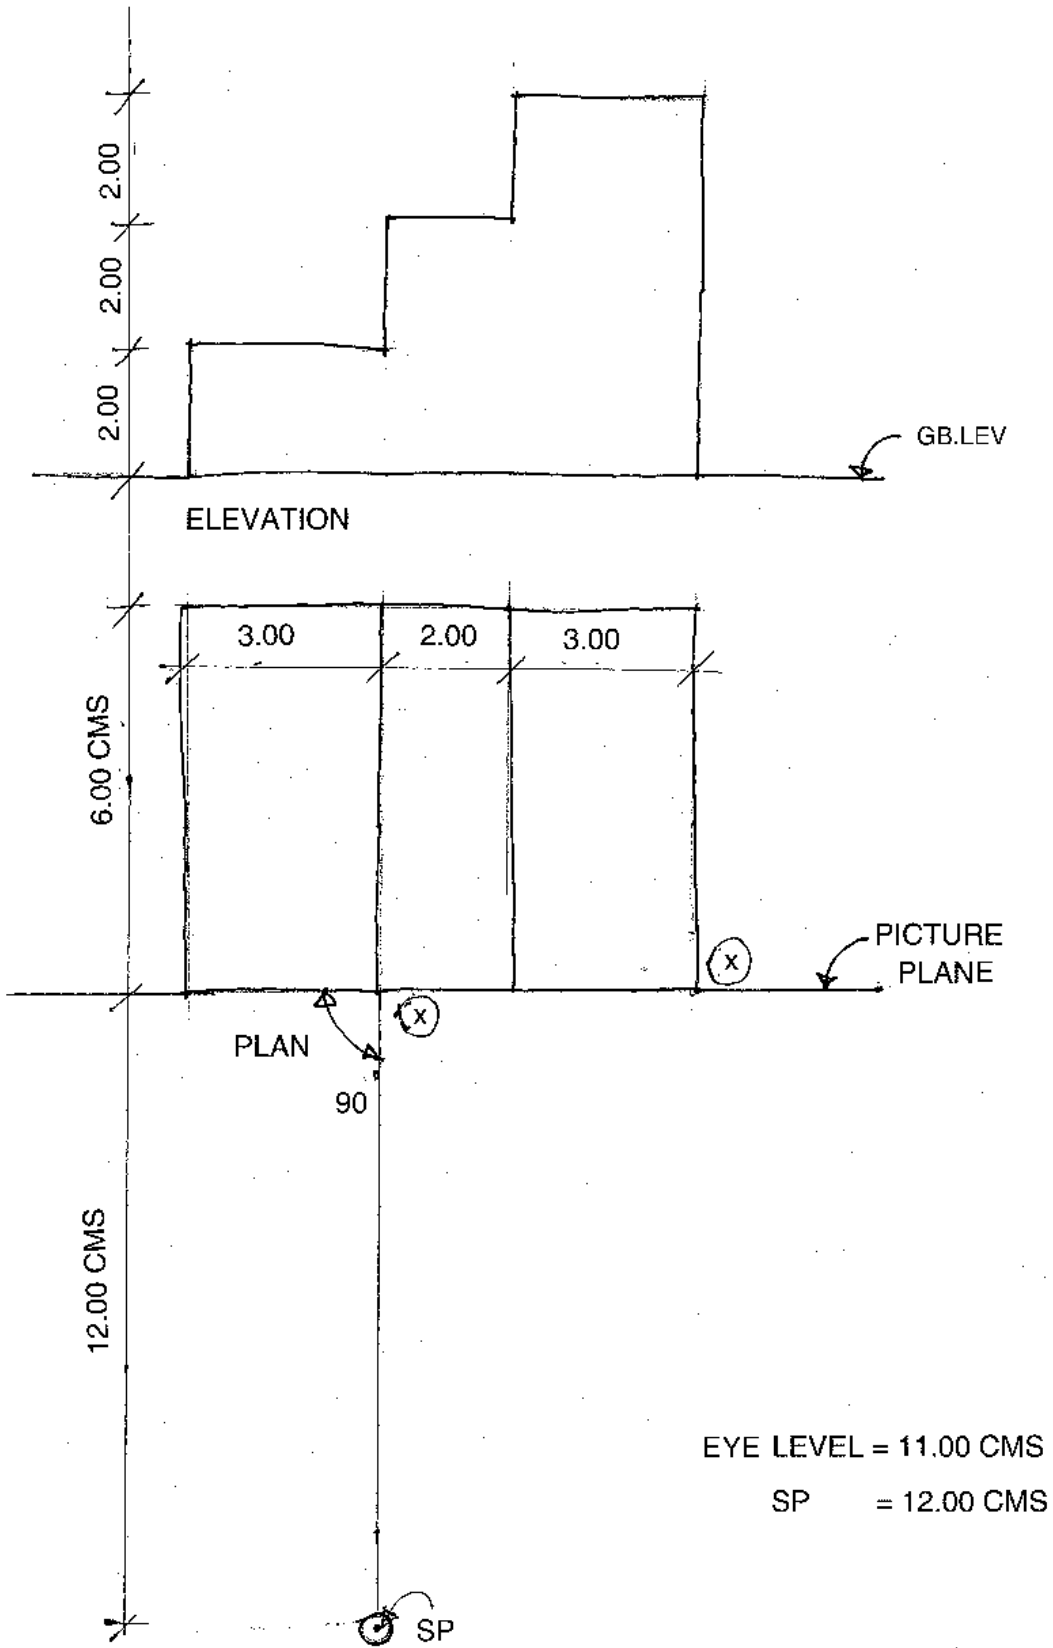 2.00
2.00
2.00
GB.LEV
ELEVATION
3.00
2.00
3.00
6.00 CMS
X
PICTURE
PLANE
X
PLAN
90
12.00 CMS
EYE LEVEL = 11.00 CMS
SP = 12.00 CMS
SP